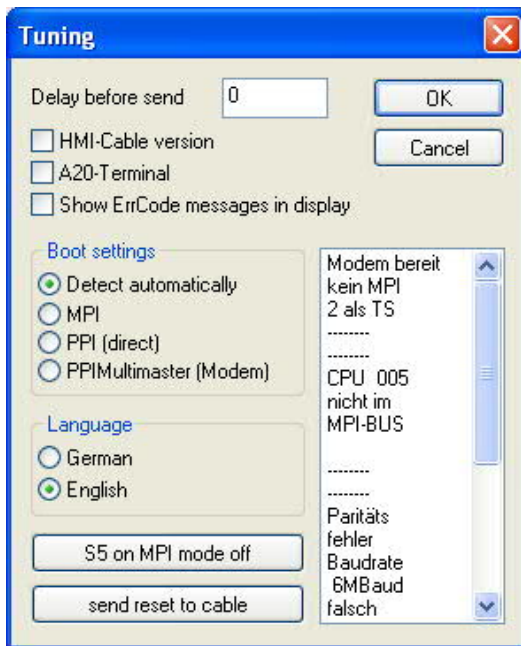 Tuning
Delay before send 0
OK
HMI-Cable version
Cancel
A20-Terminal
Show ErrCode messages in display
Boot settings
Detect automatically
MPI
PPI (direct)
PPIMultimaster (Modem)
Language
German
English
S5 on MPI mode off
send reset to cable
Modem bereit
kein MPI
2 als TS
--------
--------
CPU  005
nicht im
MPI-BUS
--------
--------
Paritäts
fehler
Baudrate
6MBaud
falsch